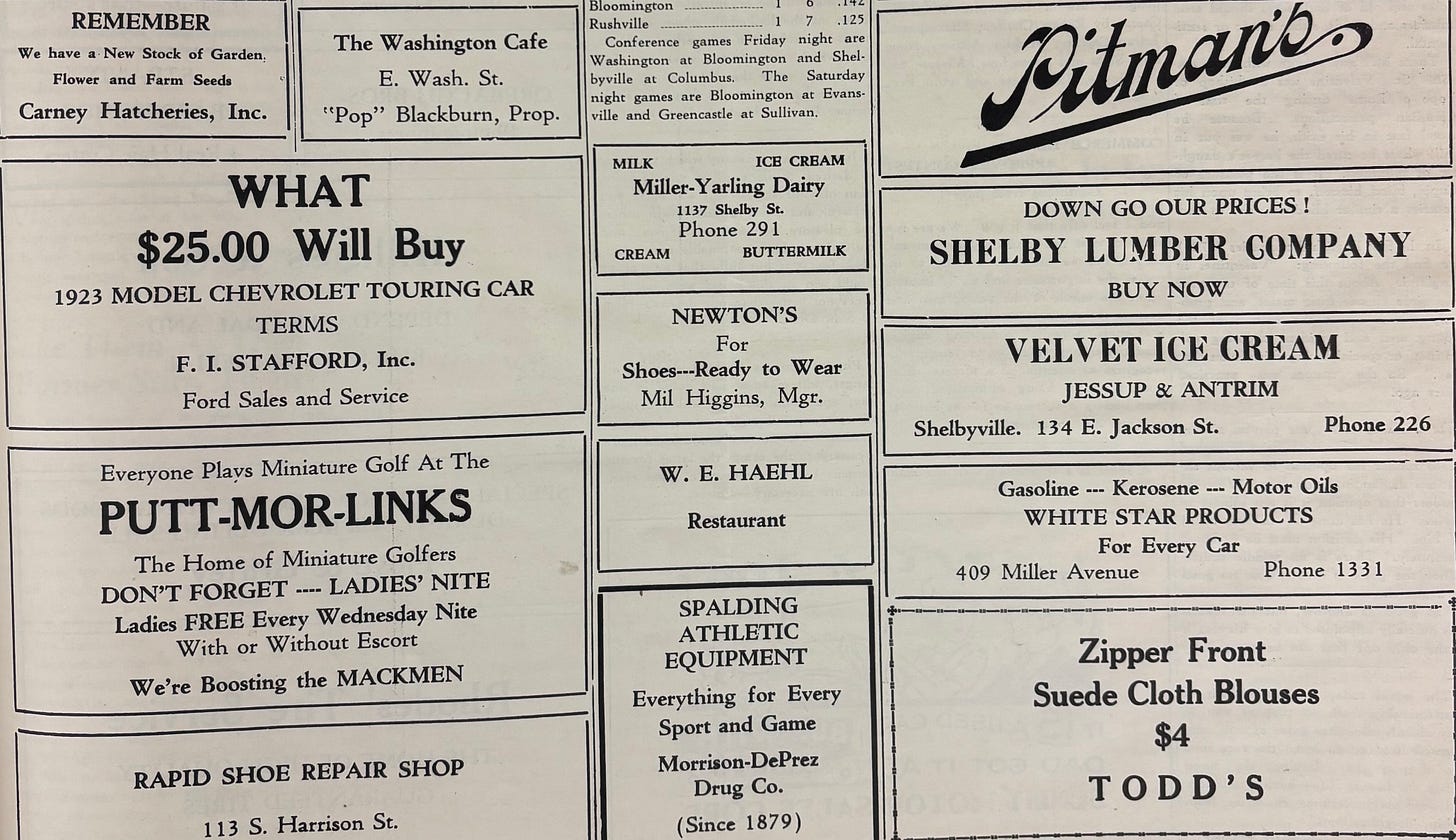 REMEMBER
We have a New Stock of Garden,
Flower and Farm Seeds
Carney Hatcheries, Inc.
The Washington Cafe
E. Wash. St.
"Pop" Blackburn, Prop.
WHAT
$25.00 Will Buy
1923 MODEL CHEVROLET TOURING CAR
TERMS
F. I. STAFFORD, Inc.
Ford Sales and Service
Everyone Plays Miniature Golf At The
PUTT-MOR-LINKS
The Home of Miniature Golfers
DON'T FORGET ---- LADIES' NITE
Ladies FREE Every Wednesday Nite
With or Without Escort
We're Boosting the MACKMEN
RAPID SHOE REPAIR SHOP
113 S. Harrison St.
Bloomington 1 6 .142
Rushville 1 7 .125
Conference games Friday night are
Washington at Bloomington and Shel-
byville at Columbus. The Saturday
night games are Bloomington at Evans-
ville and Greencastle at Sullivan.
MILK ICE CREAM
Miller-Yarling Dairy
1137 Shelby St.
Phone 291
CREAM BUTTERMILK
NEWTON'S
For
Shoes---Ready to Wear
Mil Higgins, Mgr.
W. E. HAEHL
Restaurant
SPALDING
ATHLETIC
EQUIPMENT
Everything for Every
Sport and Game
Morrison-DePrez
Drug Co.
(Since 1879)
Pitman's
DOWN GO OUR PRICES !
SHELBY LUMBER COMPANY
BUY NOW
VELVET ICE CREAM
JESSUP & ANTRIM
Shelbyville. 134 E. Jackson St. Phone 226
Gasoline --- Kerosene --- Motor Oils
WHITE STAR PRODUCTS
For Every Car
409 Miller Avenue Phone 1331
Zipper Front
Suede Cloth Blouses
$4
TODD'S